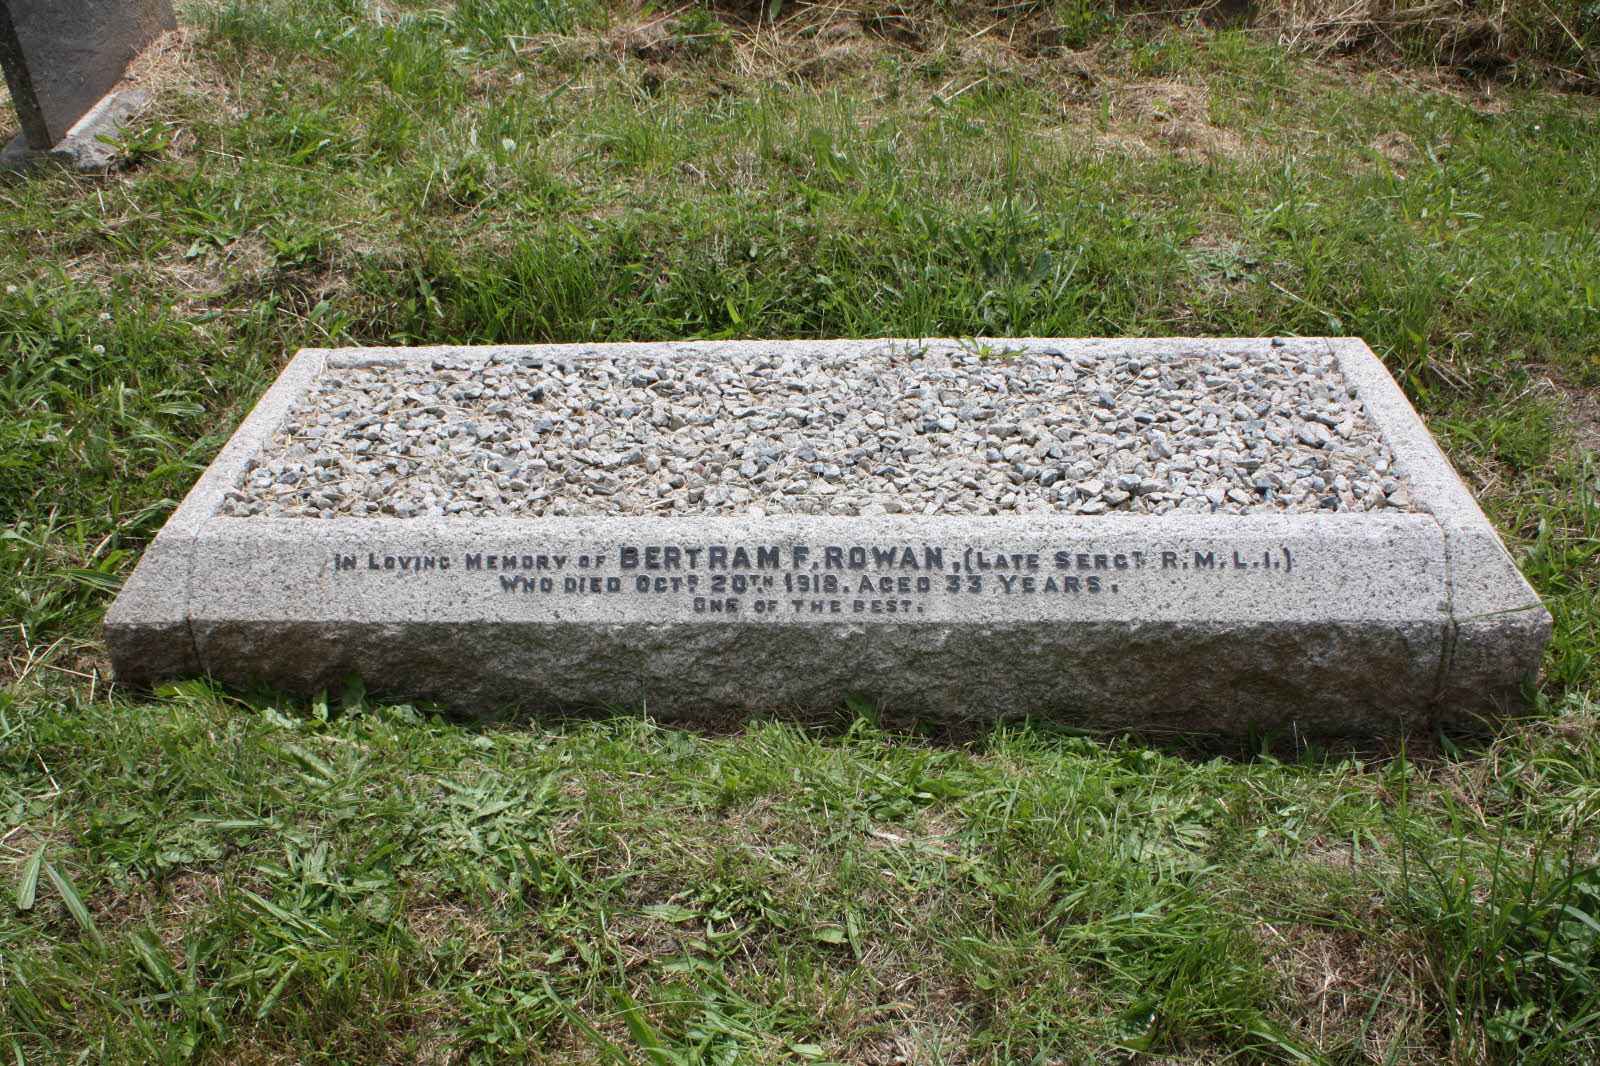 In Loving Memory of BERTRAM F. ROWAN, (LATE SERGT. R.M.L.I.)
WHO DIED OCTR. 20TH. 1918. AGED 33 YEARS.
ONE OF THE BEST.